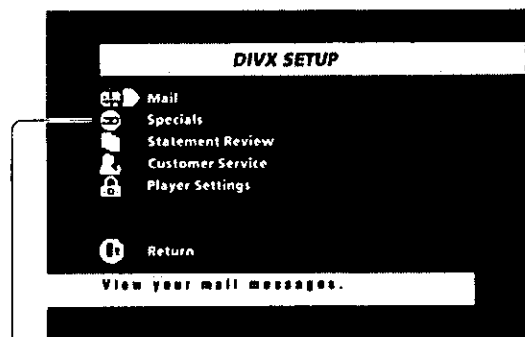 DIVX SETUP
Mail
Specials
Statement Review
Customer Service
Player Settings
Return
View your mail messages.